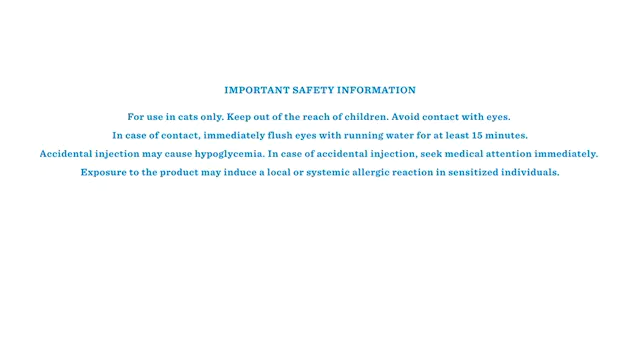 IMPORTANT SAFETY INFORMATION
For use in cats only. Keep out of the reach of children. Avoid contact with eyes.
In case of contact, immediately flush eyes with running water for at least 15 minutes.
Accidental injection may cause hypoglycemia. In case of accidental injection, seek medical attention immediately.
Exposure to the product may induce a local or systemic allergic reaction in sensitized individuals.